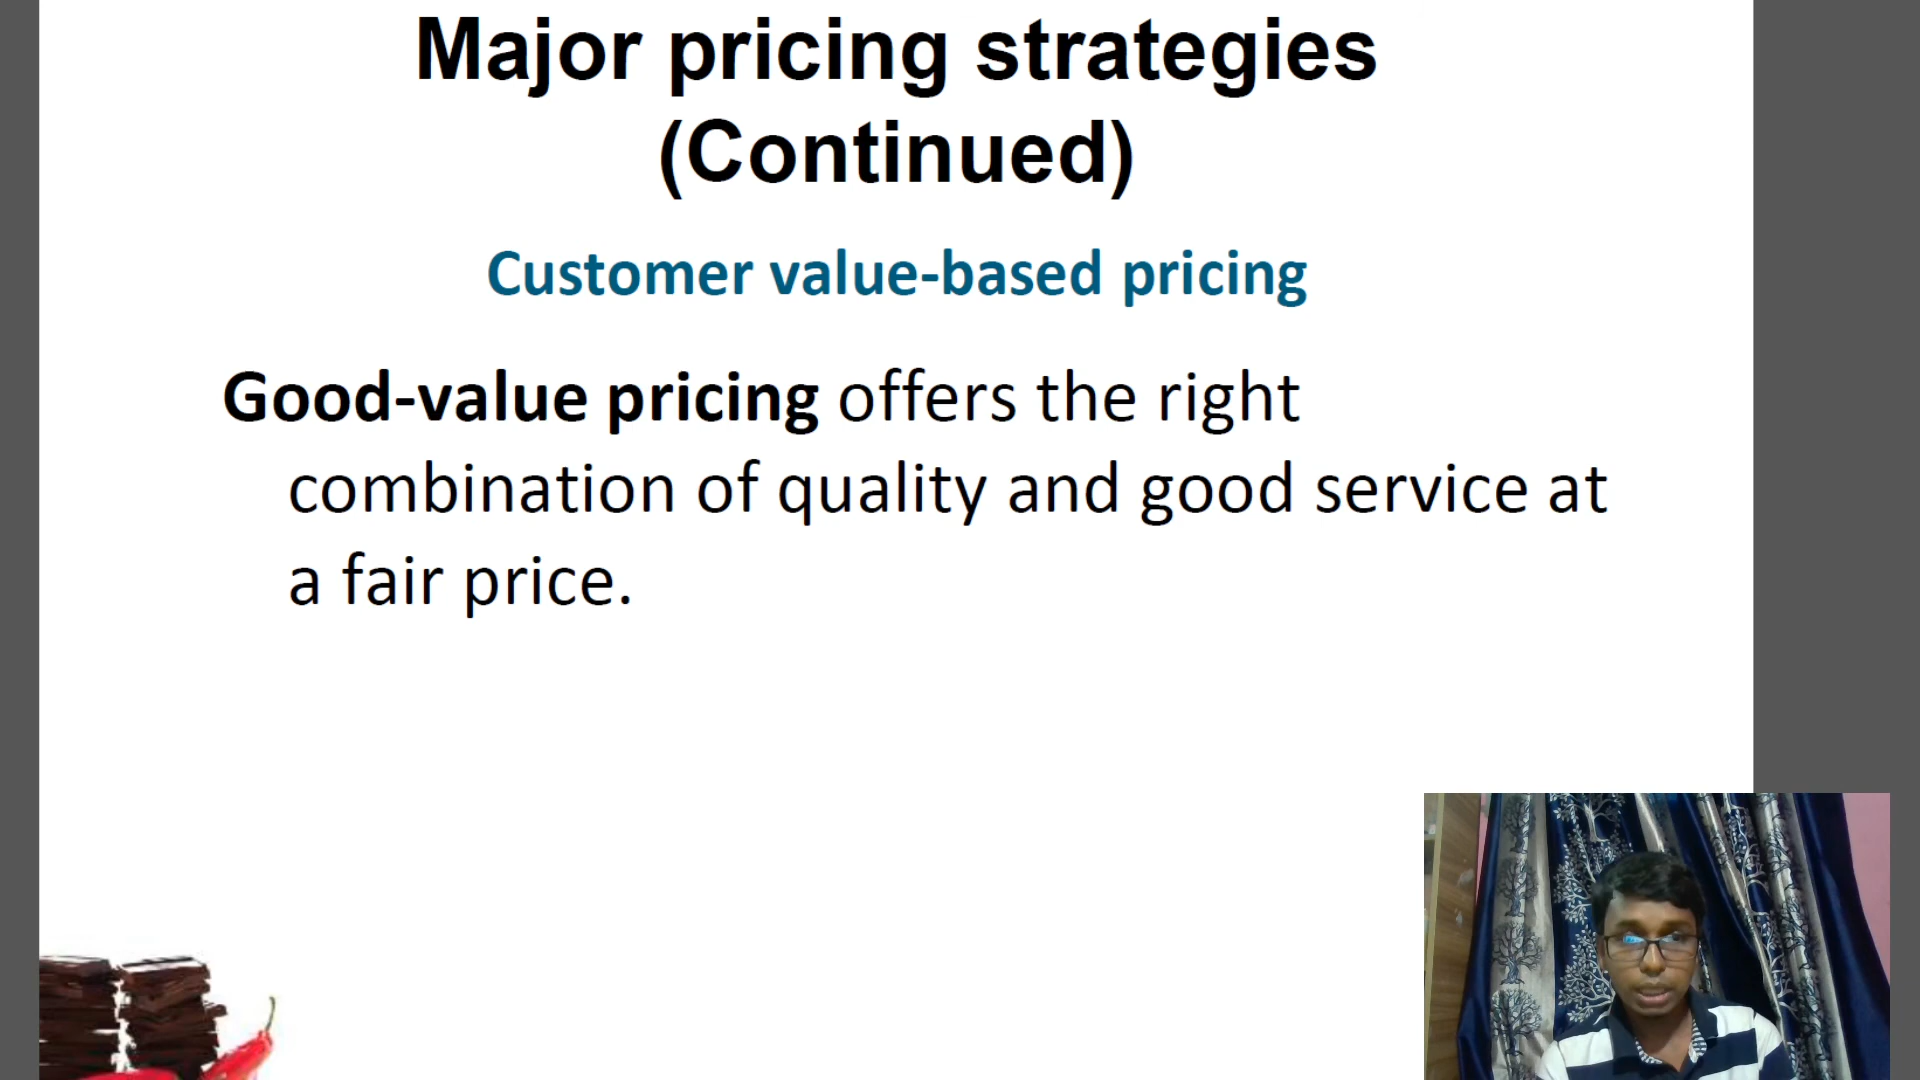 Major pricing strategies
(Continued)
Customer value-based pricing
Good-value pricing offers the right
combination of quality and good service at
a fair price.